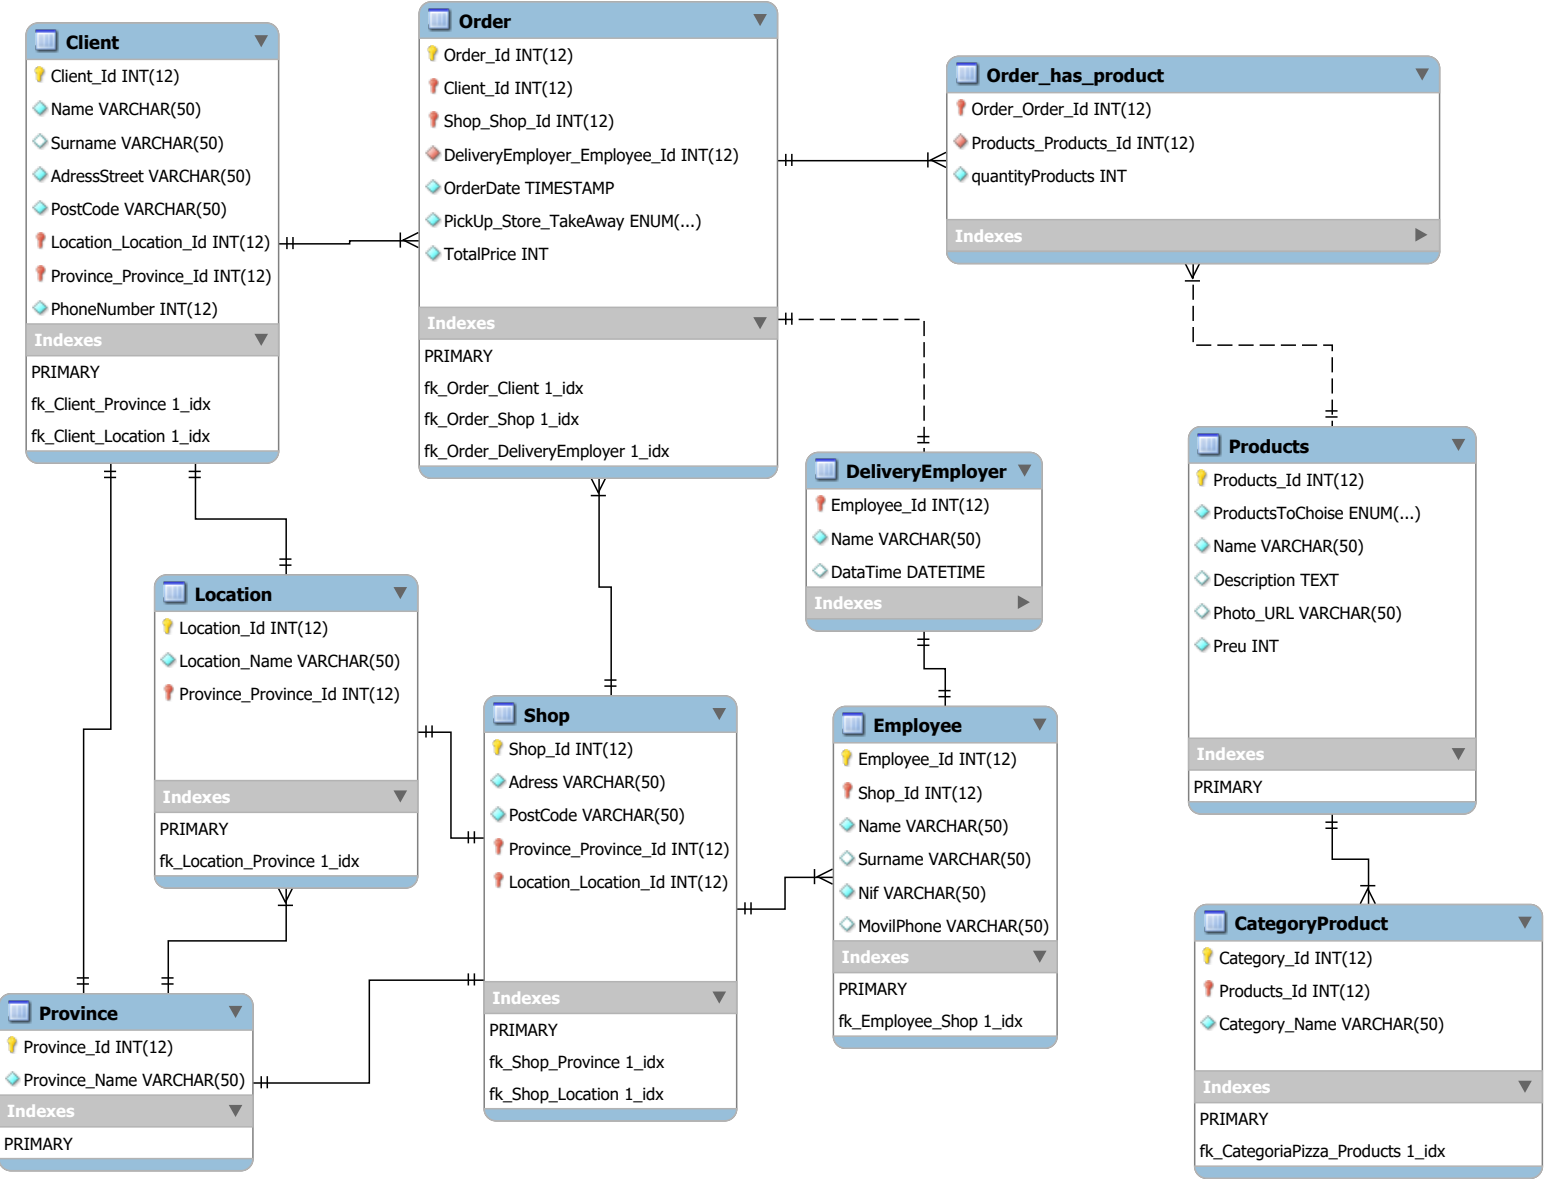 Client
Client_Id INT(12)
Name VARCHAR(50)
Surname VARCHAR(50)
AdressStreet VARCHAR(50)
PostCode VARCHAR(50)
Location_Location_Id INT(12)
Province_Province_Id INT(12)
PhoneNumber INT(12)
Indexes
PRIMARY
fk_Client_Province 1_idx
fk_Client_Location 1_idx
Order
Order_Id INT(12)
Client_Id INT(12)
Shop_Shop_Id INT(12)
DeliveryEmployer_Employee_Id INT(12)
OrderDate TIMESTAMP
PickUp_Store_TakeAway ENUM(...)
TotalPrice INT
Indexes
PRIMARY
fk_Order_Client 1_idx
fk_Order_Shop 1_idx
fk_Order_DeliveryEmployer 1_idx
Order_has_product
Order_Order_Id INT(12)
Products_Products_Id INT(12)
quantityProducts INT
Indexes
DeliveryEmployer
Employee_Id INT(12)
Name VARCHAR(50)
DataTime DATETIME
Indexes
Products
Products_Id INT(12)
ProductsToChoise ENUM(...)
Name VARCHAR(50)
Description TEXT
Photo_URL VARCHAR(50)
Preu INT
Indexes
PRIMARY
Location
Location_Id INT(12)
Location_Name VARCHAR(50)
Province_Province_Id INT(12)
Indexes
PRIMARY
fk_Location_Province 1_idx
Shop
Shop_Id INT(12)
Adress VARCHAR(50)
PostCode VARCHAR(50)
Province_Province_Id INT(12)
Location_Location_Id INT(12)
Indexes
PRIMARY
fk_Shop_Province 1_idx
fk_Shop_Location 1_idx
Employee
Employee_Id INT(12)
Shop_Id INT(12)
Name VARCHAR(50)
Surname VARCHAR(50)
Nif VARCHAR(50)
MovilPhone VARCHAR(50)
Indexes
PRIMARY
fk_Employee_Shop 1_idx
CategoryProduct
Category_Id INT(12)
Products_Id INT(12)
Category_Name VARCHAR(50)
Indexes
PRIMARY
fk_CategoriaPizza_Products 1_idx
Province
Province_Id INT(12)
Province_Name VARCHAR(50)
Indexes
PRIMARY